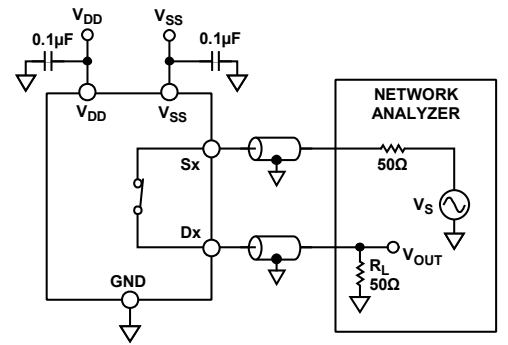 VDD
VSS
0.1µF
0.1µF
VDD
VSS
NETWORK
ANALYZER
Sx
50Ω
VS
Dx
VOUT
RL
50Ω
GND